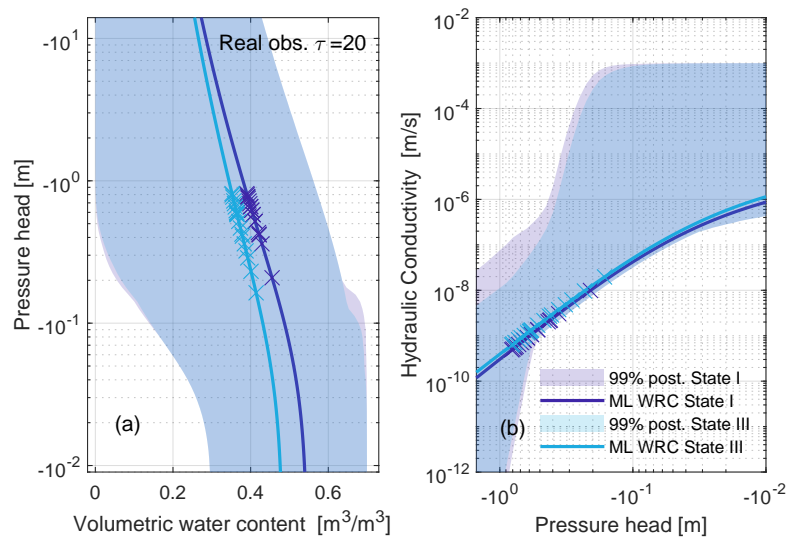 Real obs. τ =20
-10¹
-10⁰
-10⁻¹
-10⁻²
Pressure head [m]
(a)
0 0.2 0.4 0.6
Volumetric water content [m³/m³]
10⁻²
10⁻⁴
10⁻⁶
10⁻⁸
10⁻¹⁰
10⁻¹²
Hydraulic Conductivity [m/s]
99% post. State I
ML WRC State I
99% post. State III
ML WRC State III
(b)
-10⁰ -10⁻¹ -10⁻²
Pressure head [m]